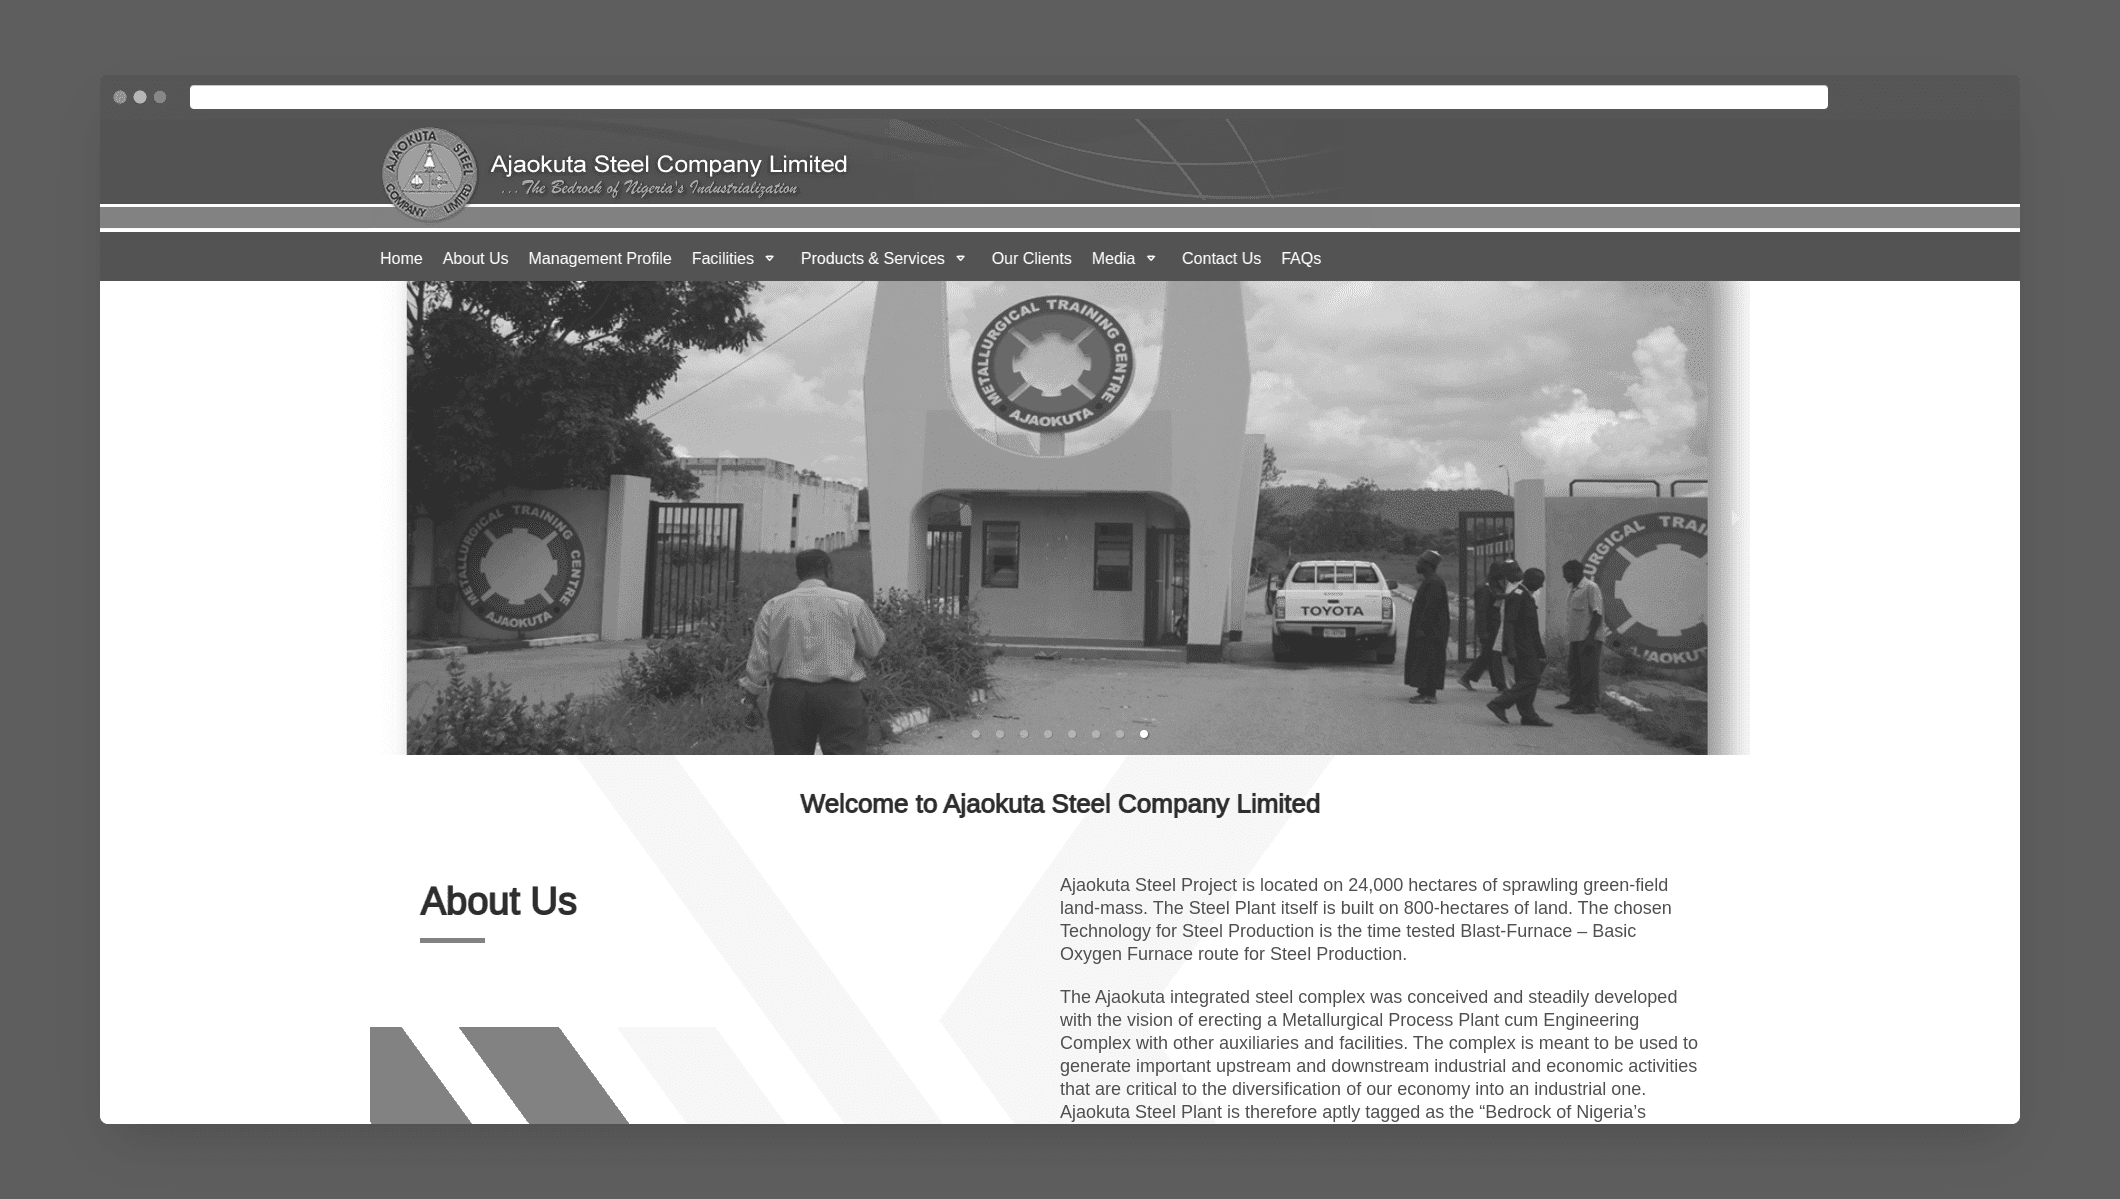 AJAOKUTA STEEL
COMPANY LIMITED
Ajaokuta Steel Company Limited
...The Bedrock of Nigeria's Industrialization
Home About Us Management Profile Facilities Products & Services Our Clients Media Contact Us FAQs
METALLURGICAL TRAINING CENTRE
AJAOKUTA
METALLURGICAL TRAINING CENTRE
AJAOKUTA
TOYOTA
URGICAL TRAIN
AJAOKUT
Welcome to Ajaokuta Steel Company Limited
About Us
Ajaokuta Steel Project is located on 24,000 hectares of sprawling green-field
land-mass. The Steel Plant itself is built on 800-hectares of land. The chosen
Technology for Steel Production is the time tested Blast-Furnace – Basic
Oxygen Furnace route for Steel Production.
The Ajaokuta integrated steel complex was conceived and steadily developed
with the vision of erecting a Metallurgical Process Plant cum Engineering
Complex with other auxiliaries and facilities. The complex is meant to be used to
generate important upstream and downstream industrial and economic activities
that are critical to the diversification of our economy into an industrial one.
Ajaokuta Steel Plant is therefore aptly tagged as the “Bedrock of Nigeria’s